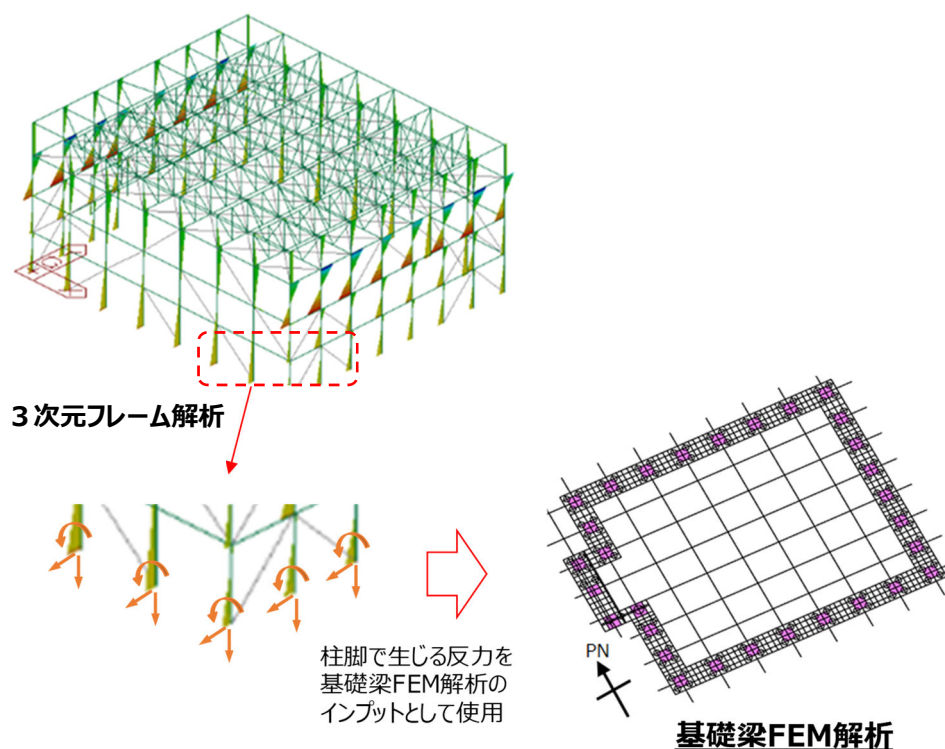 ３次元フレーム解析
柱脚で生じる反力を
基礎梁FEM解析の
インプットとして使用
PN
基礎梁FEM解析